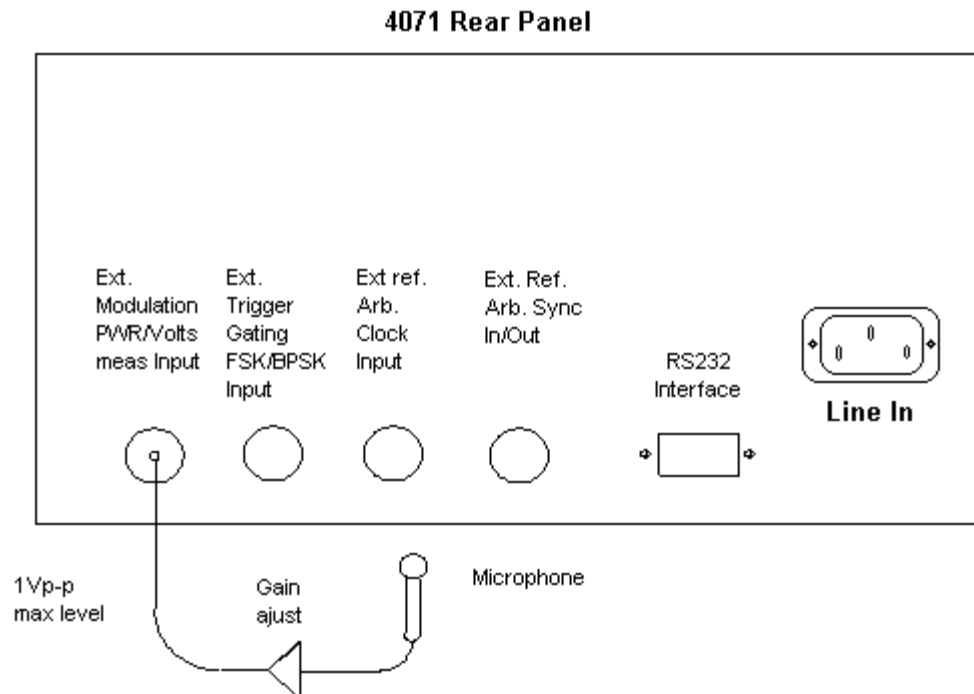 4071 Rear Panel
Ext.
Modulation
PWR/Volts
meas Input
Ext.
Trigger
Gating
FSK/BPSK
Input
Ext ref.
Arb.
Clock
Input
Ext. Ref.
Arb. Sync
In/Out
RS232
Interface
Line In
1Vp-p
max level
Gain
ajust
Microphone